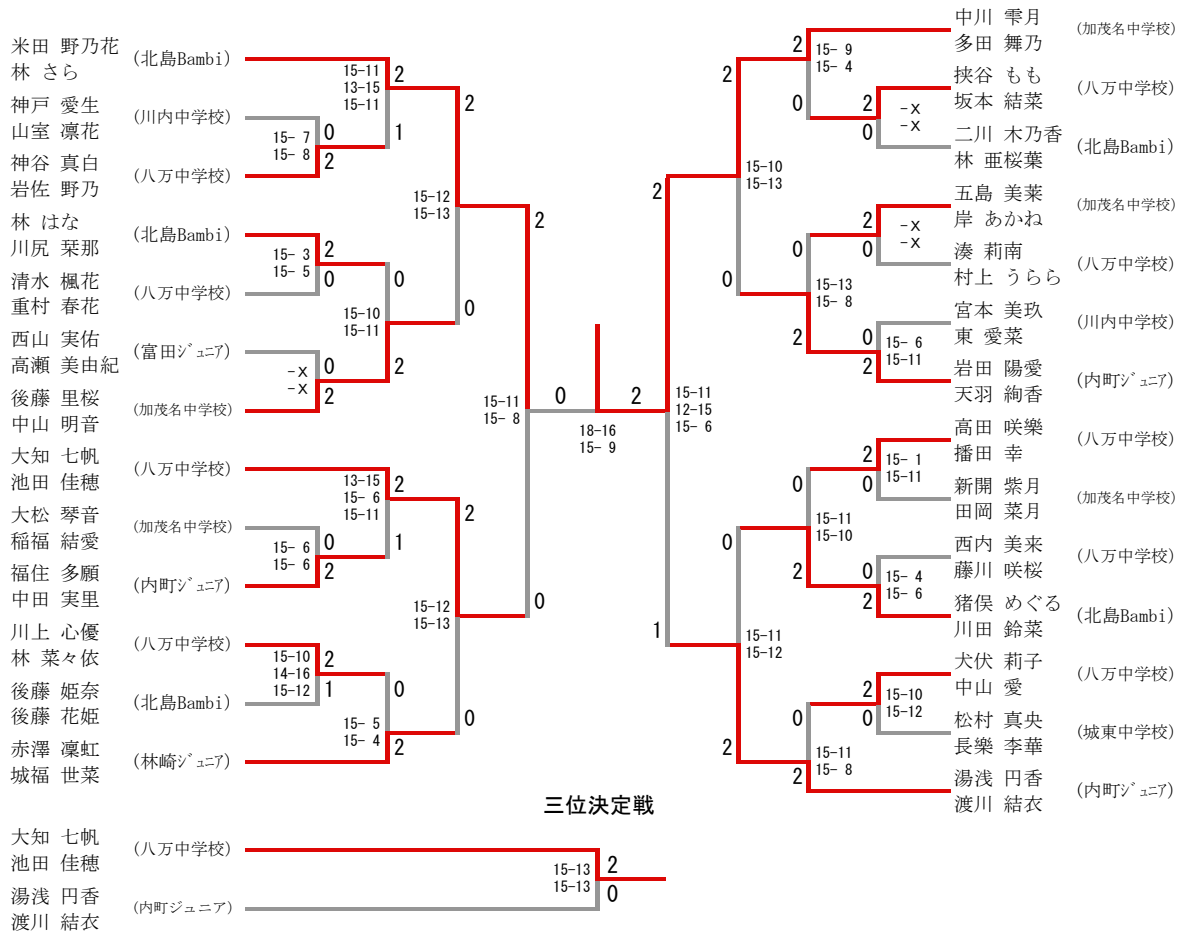 米田 野乃花
林 さら
(北島Bambi)
神戸 愛生
山室 凛花
(川内中学校)
神谷 真白
岩佐 野乃
(八万中学校)
林 はな
川尻 栞那
(北島Bambi)
清水 楓花
重村 春花
(八万中学校)
西山 実佑
高瀬 美由紀
(富田ｼﾞｭﾆｱ)
後藤 里桜
中山 明音
(加茂名中学校)
大知 七帆
池田 佳穂
(八万中学校)
大松 琴音
稲福 結愛
(加茂名中学校)
福住 多願
中田 実里
(内町ｼﾞｭﾆｱ)
川上 心優
林 菜々依
(八万中学校)
後藤 姫奈
後藤 花姫
(北島Bambi)
赤澤 凜虹
城福 世菜
(林崎ｼﾞｭﾆｱ)
15-11
13-15
15-11
2
1
15- 7
15- 8
0
2
2
15-12
15-13
0
15- 3
15- 5
2
0
0
15-10
15-11
2
-X
-X
0
2
2
15-11
15- 8
0
13-15
15- 6
15-11
2
1
15- 6
15- 6
0
2
2
15-12
15-13
0
15-10
14-16
15-12
2
1
0
15- 5
15- 4
2
0
2
18-16
15- 9
2
15-11
12-15
15- 6
1
2
15-10
15-13
0
2
15- 9
15- 4
0
2
-X
-X
0
0
15-13
15- 8
2
2
-X
-X
0
0
15- 6
15-11
2
0
15-11
15-12
2
0
15-11
15-10
2
2
15- 1
15-11
0
0
15- 4
15- 6
2
0
15-11
15- 8
2
2
15-10
15-12
0
中川 雫月
多田 舞乃
(加茂名中学校)
挟谷 もも
坂本 結菜
(八万中学校)
二川 木乃香
林 亜桜葉
(北島Bambi)
五島 美莱
岸 あかね
(加茂名中学校)
湊 莉南
村上 うらら
(八万中学校)
宮本 美玖
東 愛菜
(川内中学校)
岩田 陽愛
天羽 絢香
(内町ｼﾞｭﾆｱ)
高田 咲樂
播田 幸
(八万中学校)
新開 紫月
田岡 菜月
(加茂名中学校)
西内 美来
藤川 咲桜
(八万中学校)
猪俣 めぐる
川田 鈴菜
(北島Bambi)
犬伏 莉子
中山 愛
(八万中学校)
松村 真央
長樂 李華
(城東中学校)
湯浅 円香
渡川 結衣
(内町ｼﾞｭﾆｱ)
三位決定戦
大知 七帆
池田 佳穂
(八万中学校)
湯浅 円香
渡川 結衣
(内町ジュニア)
15-13
15-13
2
0